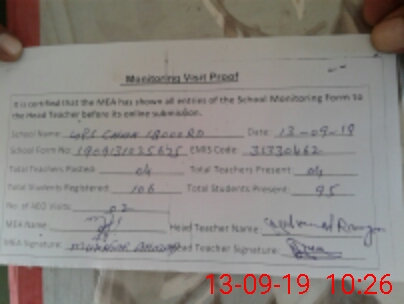 Monitoring Visit Proof
It is certified that the MEA has shown all entries of the School Monitoring Form to
the Head Teacher before its online submission.
School Name: GPS Date: 13-09-19
School Form No: EMIS Code: 31330462
Total Teachers Posted: 04 Total Teachers Present: 04
Total Students Registered: 106 Total Students Present: 95
No. of AEO Visits: 02
MEA Name: Head Teacher Name:
MEA Signature: Head Teacher Signature:
13-09-19 10:26